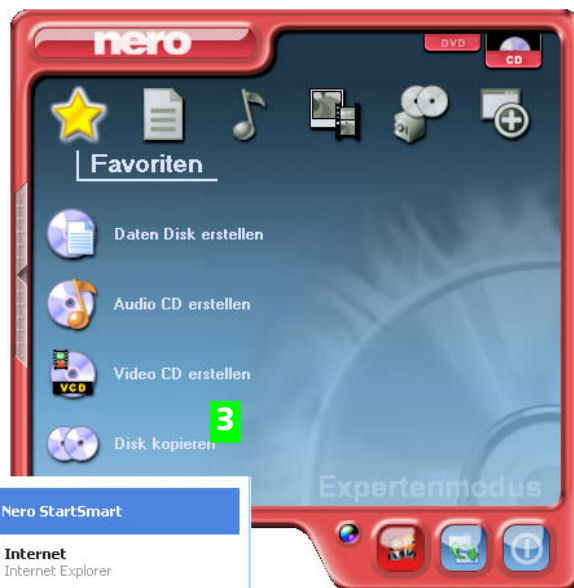 nero
DVD
CD
Favoriten
Daten Disk erstellen
Audio CD erstellen
VCD
Video CD erstellen
3
Disk kopieren
Expertenmodus
Nero StartSmart
Internet
Internet Explorer